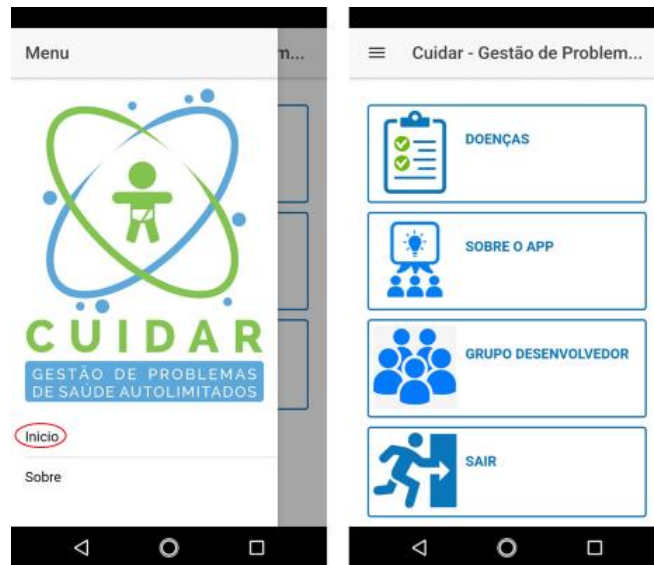 Menu
m...
CUIDAR
GESTÃO DE PROBLEMAS
DE SAÚDE AUTOLIMITADOS
Inicio
Sobre
Cuidar - Gestão de Problem...
DOENÇAS
SOBRE O APP
GRUPO DESENVOLVEDOR
SAIR